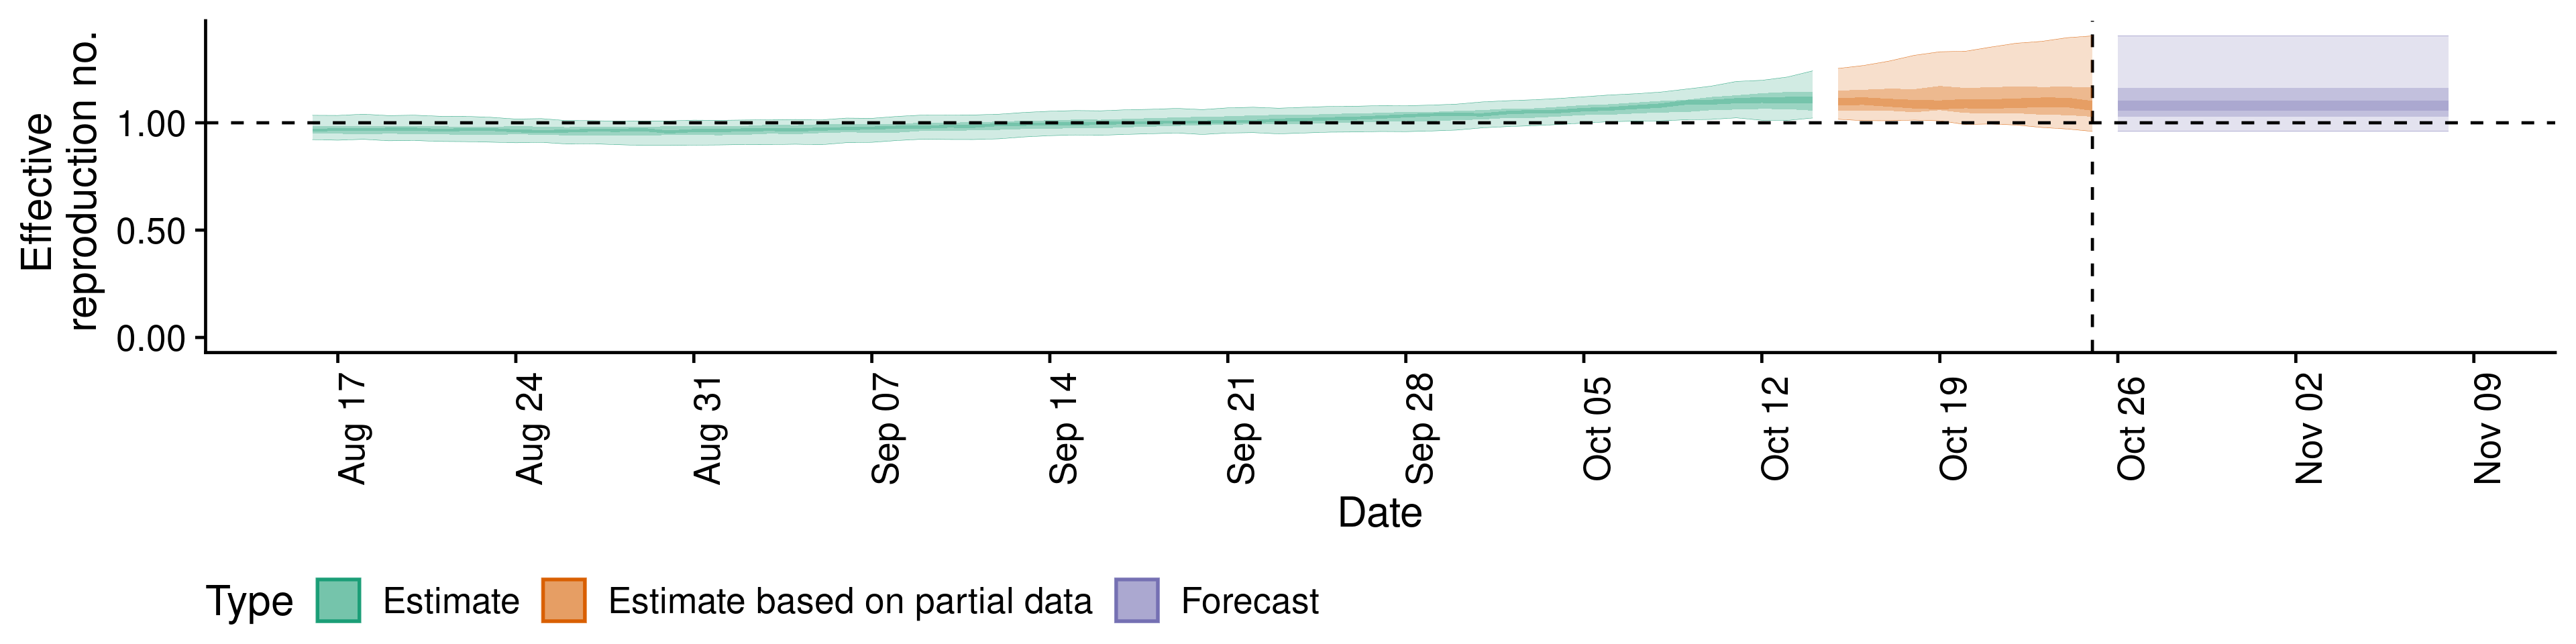 Effective
reproduction no.
1.00
0.50
0.00
Aug 17
Aug 24
Aug 31
Sep 07
Sep 14
Sep 21
Sep 28
Oct 05
Oct 12
Oct 19
Oct 26
Nov 02
Nov 09
Date
Type Estimate Estimate based on partial data Forecast